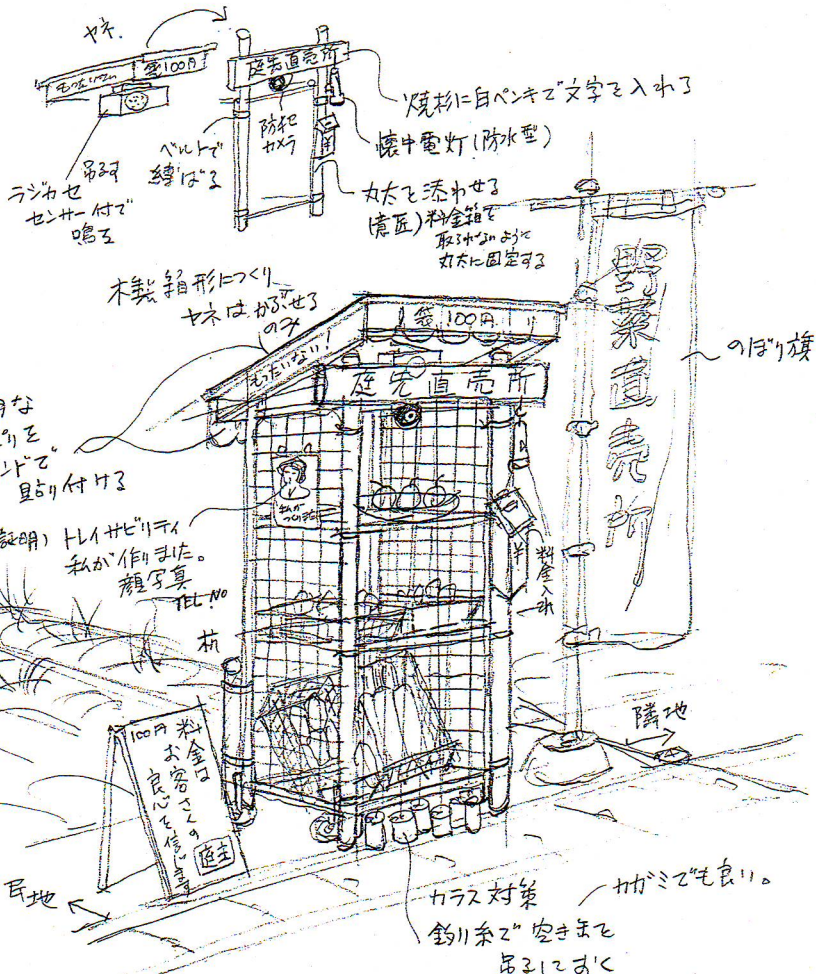 ヤネ
もったいない
袋100円
庭先直売所
防犯
カメラ
ベルトで
縛ばる
ラジカセ 吊るす
センサー付で
鳴る
焼杉に白ペンキで文字を入れる
懐中電灯(防水型)
丸太を添わせる
(意匠)料金箱を
取られないように
丸太に固定する
木製箱形につくり
ヤネはかぶせる
のみ
1袋100円
もったいない!
庭先直売所
野菜直売所
のぼり旗
貼り付ける
トレイサビリティ
私が作りました。
顔写真
TEL NO
私が
つくりました
料金入れ
¥
杭
100円
料金は
お客さくの
良心を信じます
庭主
隣地
民地
カラス対策
釣り糸で空き缶を
吊るしておく
カガミでも良い。